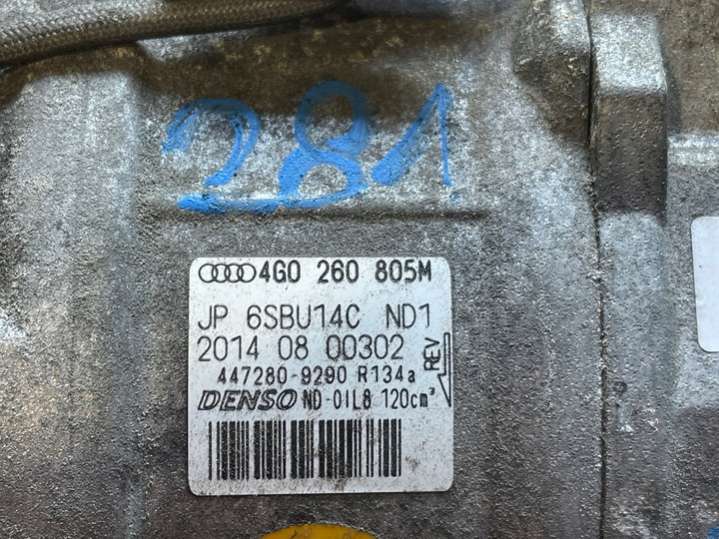 281
4G0 260 805M
JP 6SBU14C ND1
2014 08 00302
447280-9290 R134a
REV
DENSO ND-OIL8 120cm³